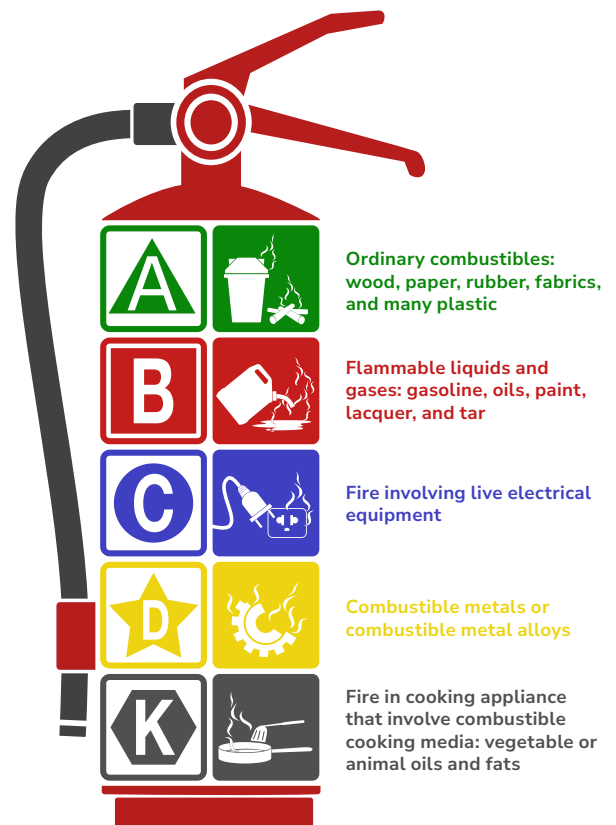 A
Ordinary combustibles:
wood, paper, rubber, fabrics,
and many plastic
B
Flammable liquids and
gases: gasoline, oils, paint,
lacquer, and tar
C
Fire involving live electrical
equipment
D
Combustible metals or
combustible metal alloys
K
Fire in cooking appliance
that involve combustible
cooking media: vegetable or
animal oils and fats